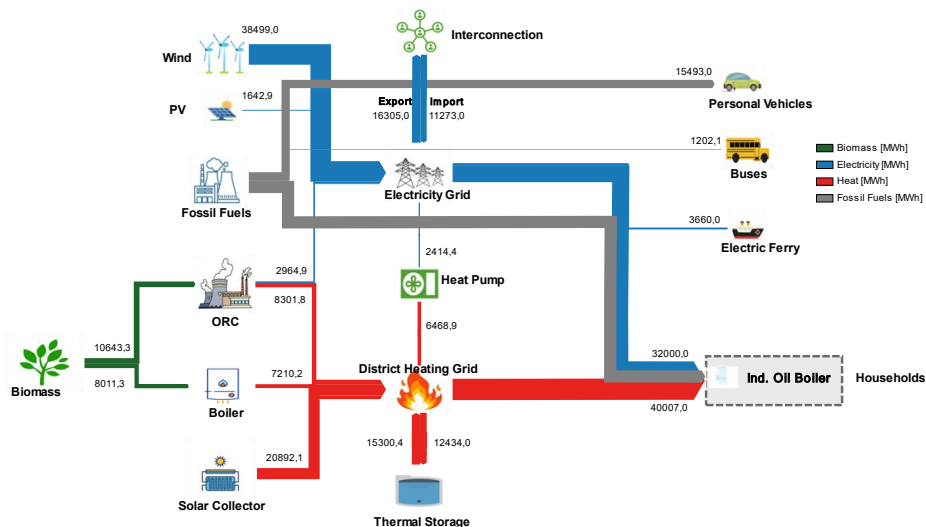 38499,0
Interconnection
Wind
15493,0
1642,9
Export
Import
16305,0
11273,0
Personal Vehicles
PV
1202,1
Biomass [MWh]
Electricity [MWh]
Heat [MWh]
Fossil Fuels [MWh]
Buses
Electricity Grid
Fossil Fuels
3660,0
Electric Ferry
2414,4
2964,9
Heat Pump
8301,8
ORC
6468,9
10643,3
32000,0
District Heating Grid
7210,2
8011,3
Ind. Oil Boiler
Households
Biomass
Boiler
40007,0
15300,4
12434,0
20892,1
Solar Collector
Thermal Storage